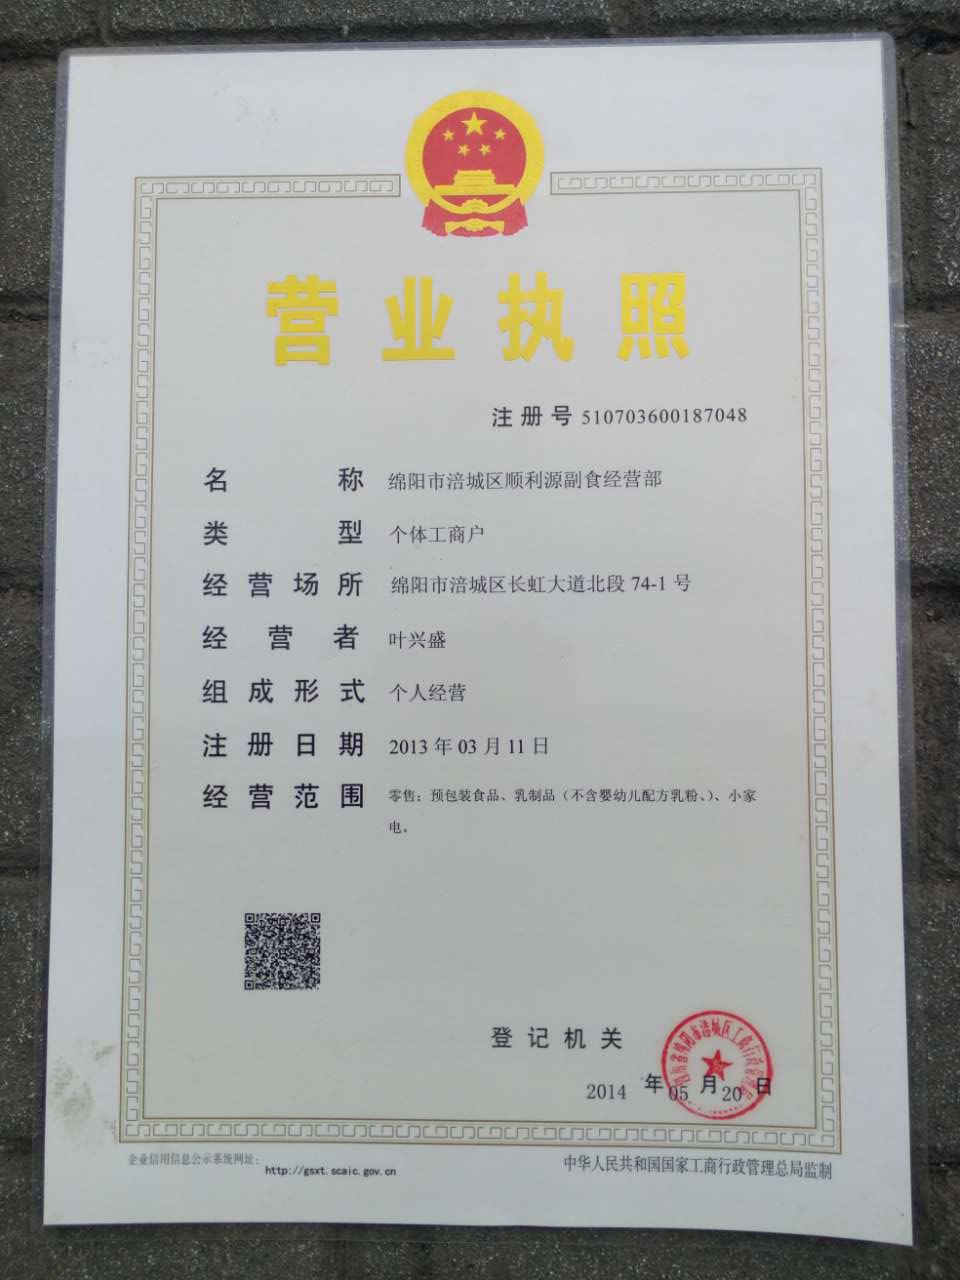 营业执照
注册号 510703600187048
名称 绵阳市涪城区顺利源副食经营部
类型 个体工商户
经营场所 绵阳市涪城区长虹大道北段 74-1 号
经营者 叶兴盛
组成形式 个人经营
注册日期 2013 年 03 月 11 日
经营范围 零售：预包装食品、乳制品（不含婴幼儿配方乳粉、）、小家
电。
登记机关
2014 年 05 月 20 日
企业信用信息公示系统网址：
http://gsxt.scaic.gov.cn
中华人民共和国国家工商行政管理总局监制